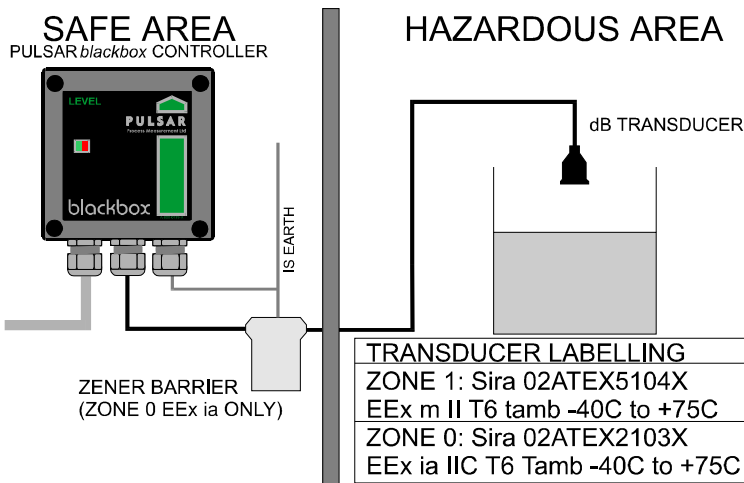 SAFE AREA
PULSAR blackbox CONTROLLER
LEVEL
PULSAR
Process Measurement Ltd
blackbox
IS EARTH
ZENER BARRIER
(ZONE 0 EEx ia ONLY)
HAZARDOUS AREA
dB TRANSDUCER
TRANSDUCER LABELLING
ZONE 1: Sira 02ATEX5104X
EEx m II T6 tamb -40C to +75C
ZONE 0: Sira 02ATEX2103X
EEx ia IIC T6 Tamb -40C to +75C